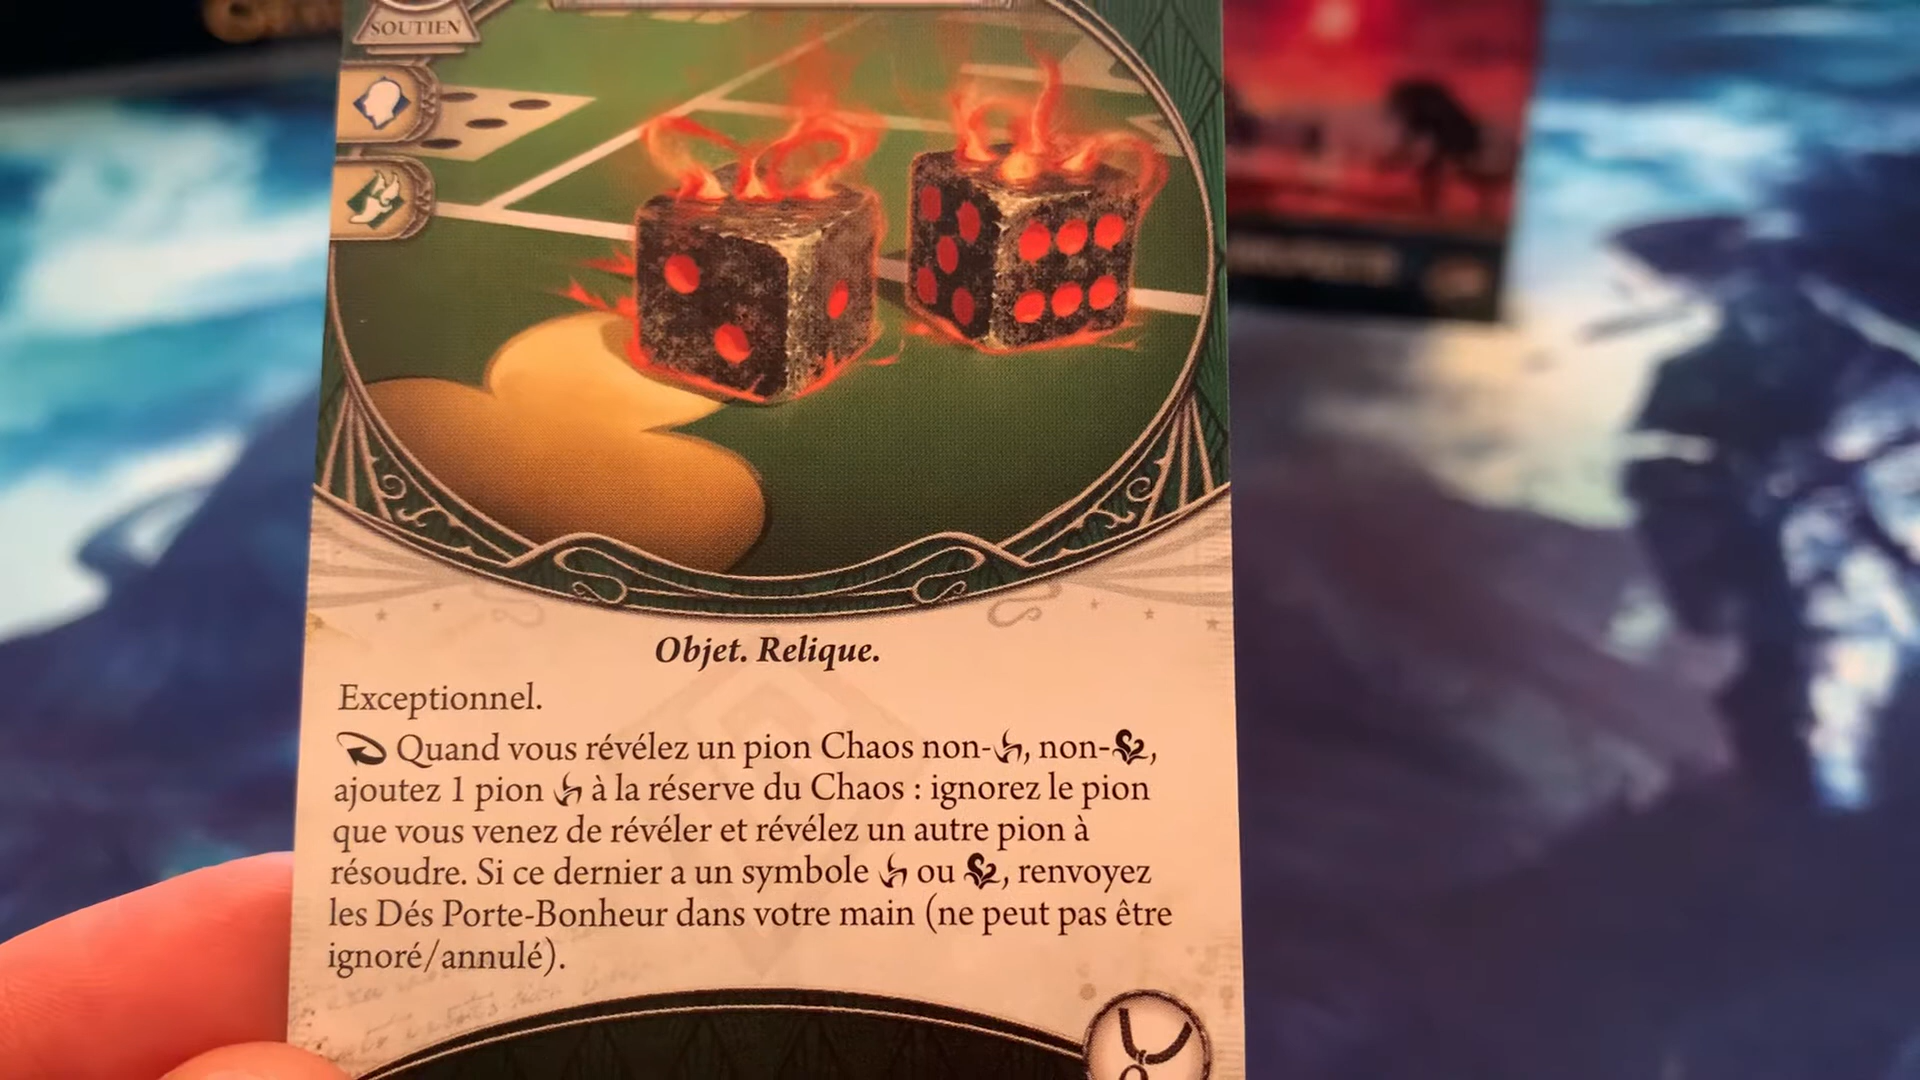 SOUTIEN
Objet. Relique.
Exceptionnel.
Quand vous révélez un pion Chaos non-, non-,
ajoutez 1 pion à la réserve du Chaos : ignorez le pion
que vous venez de révéler et révélez un autre pion à
résoudre. Si ce dernier a un symbole ou , renvoyez
les Dés Porte-Bonheur dans votre main (ne peut pas être
ignoré/annulé).